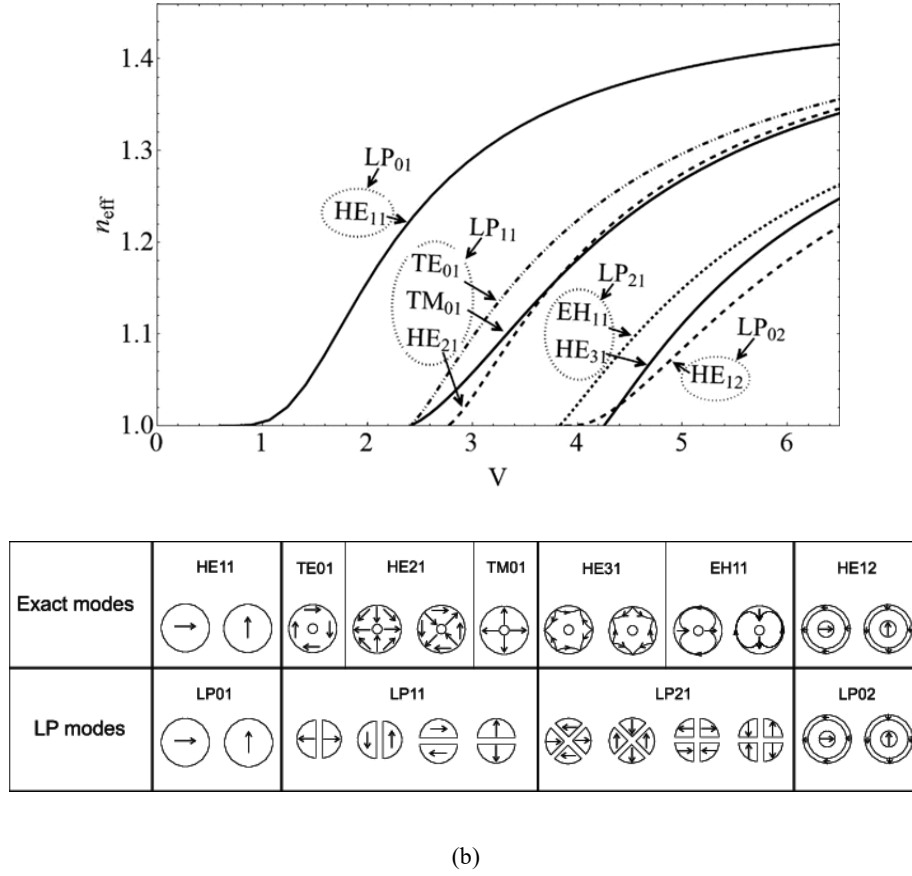 1.4
1.3
1.2
1.1
1.0
n_eff
LP01
HE11
LP11
TE01
TM01
HE21
LP21
EH11
HE31
LP02
HE12
0 1 2 3 4 5 6
V
Exact modes HE11 TE01 HE21 TM01 HE31 EH11 HE12
LP modes LP01 LP11 LP21 LP02
(b)